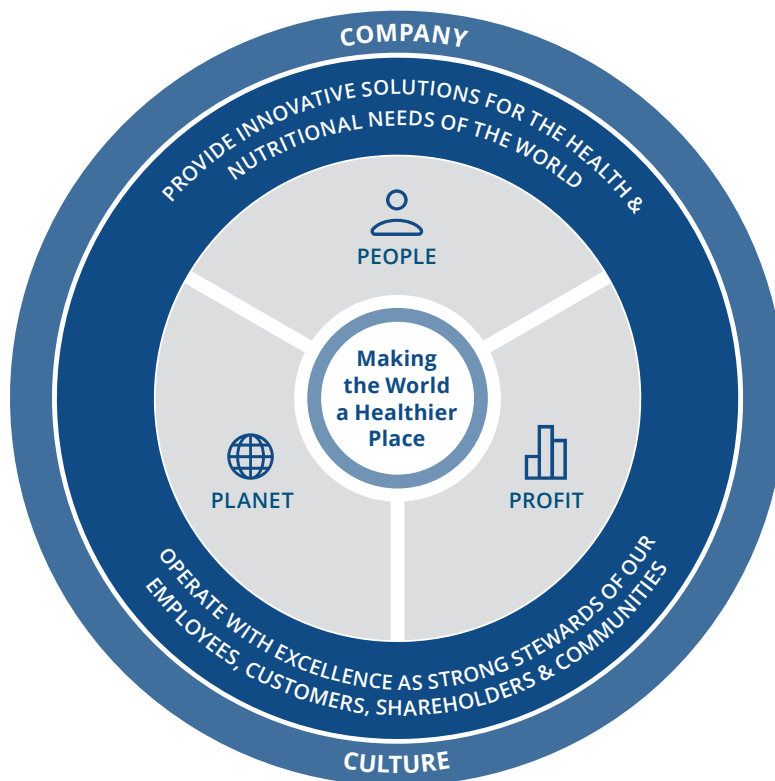 COMPANY
PROVIDE INNOVATIVE SOLUTIONS FOR THE HEALTH &
NUTRITIONAL NEEDS OF THE WORLD
PEOPLE
Making
the World
a Healthier
Place
PLANET
PROFIT
OPERATE WITH EXCELLENCE AS STRONG STEWARDS OF OUR
EMPLOYEES, CUSTOMERS, SHAREHOLDERS & COMMUNITIES
CULTURE